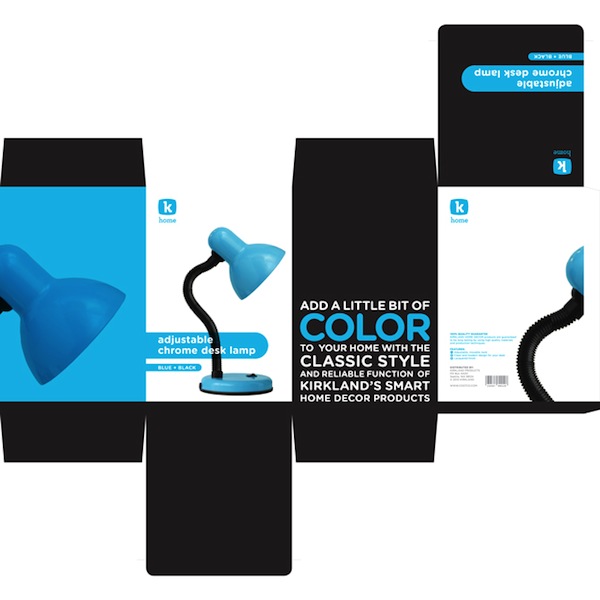 BLUE + BLACK
adjustable
chrome desk lamp
k
home
k
home
adjustable
chrome desk lamp
BLUE + BLACK
ADD A LITTLE BIT OF
COLOR
TO YOUR HOME WITH THE
CLASSIC STYLE
AND RELIABLE FUNCTION OF
KIRKLAND'S SMART
HOME DECOR PRODUCTS
k
home